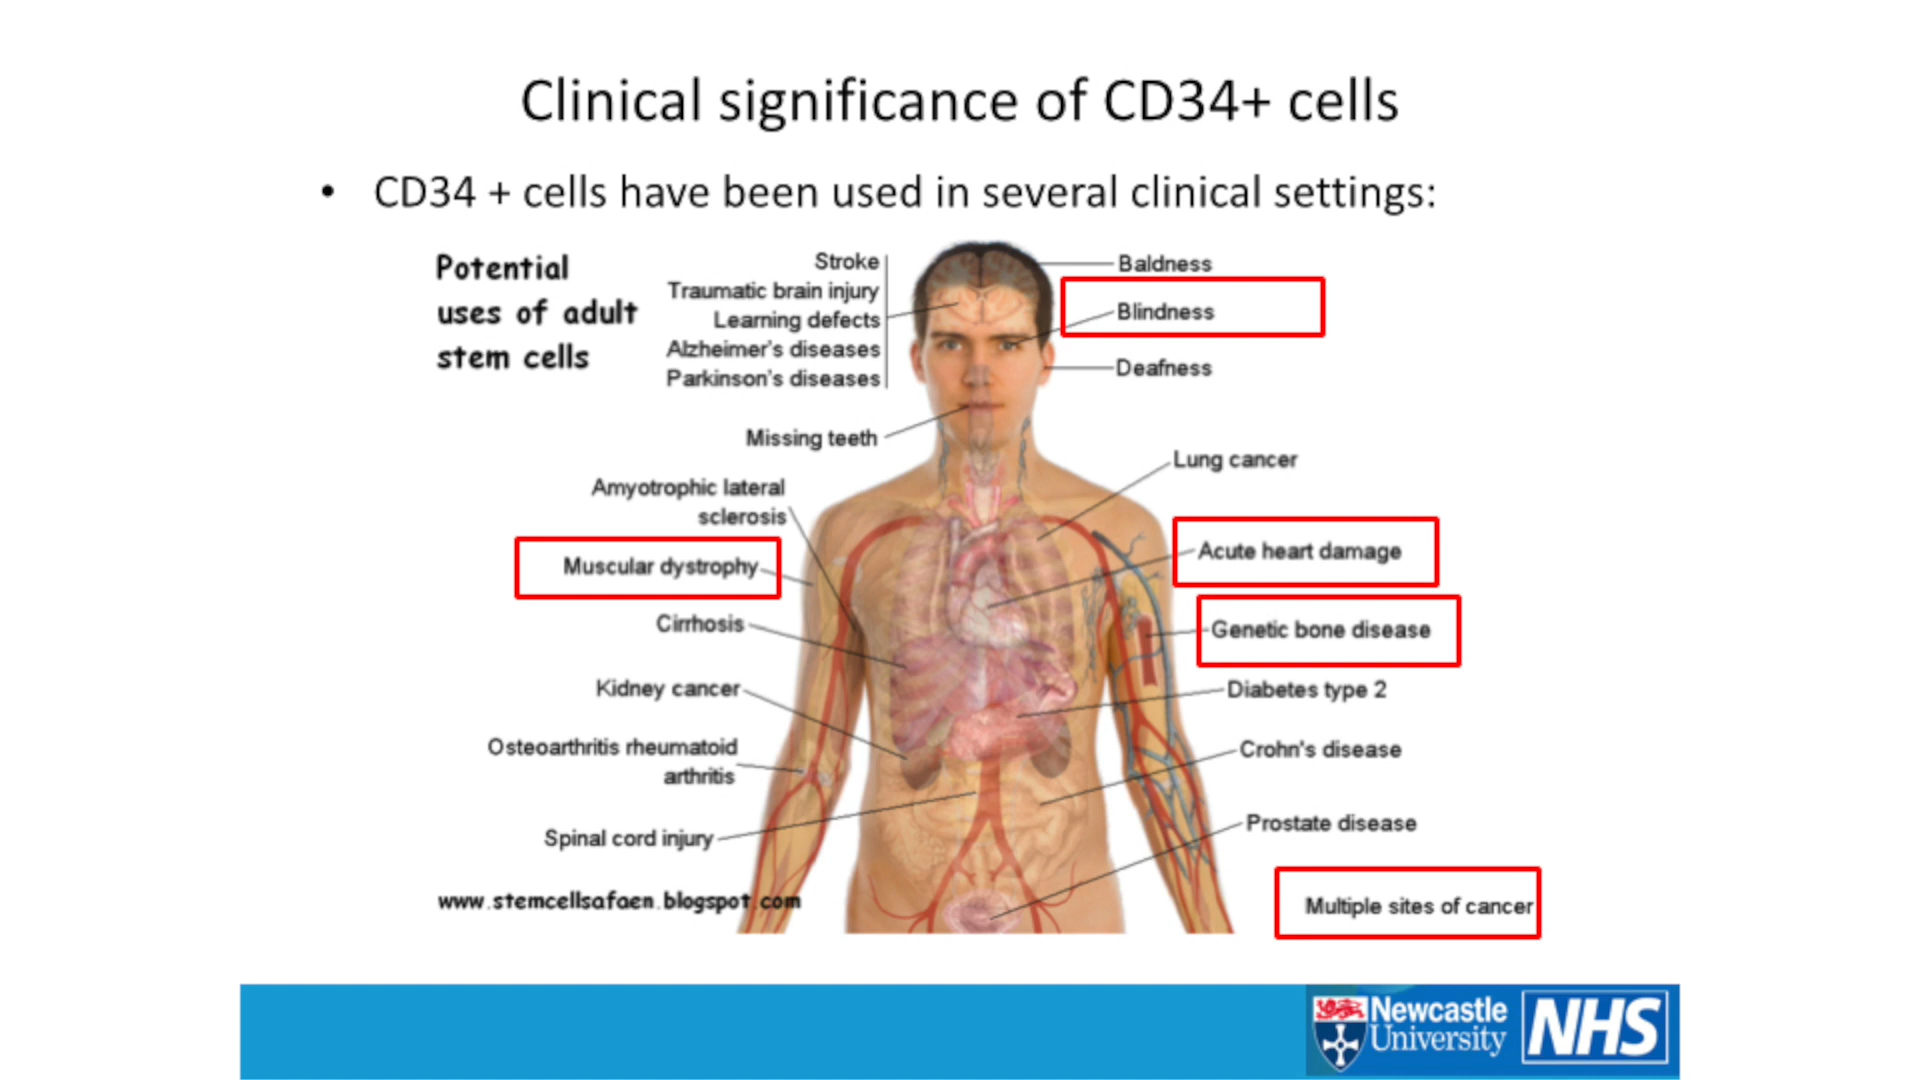 Clinical significance of CD34+ cells
• CD34 + cells have been used in several clinical settings:
Potential
uses of adult
stem cells
Stroke
Traumatic brain injury
Learning defects
Alzheimer's diseases
Parkinson's diseases
Missing teeth
Amyotrophic lateral
sclerosis
Muscular dystrophy
Cirrhosis
Kidney cancer
Osteoarthritis rheumatoid
arthritis
Spinal cord injury
www.stemcellsafaen.blogspot.com
Baldness
Blindness
Deafness
Lung cancer
Acute heart damage
Genetic bone disease
Diabetes type 2
Crohn's disease
Prostate disease
Multiple sites of cancer
Newcastle
University
NHS